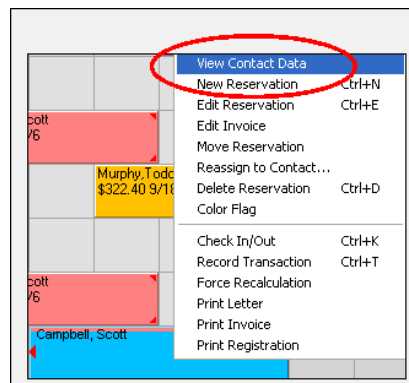 View Contact Data
New Reservation Ctrl+N
Edit Reservation Ctrl+E
Edit Invoice
Move Reservation
Reassign to Contact...
Delete Reservation Ctrl+D
Color Flag
Check In/Out Ctrl+K
Record Transaction Ctrl+T
Force Recalculation
Print Letter
Print Invoice
Print Registration
cott
/6
Murphy,Todd
$322.40 9/18
cott
/6
Campbell, Scott